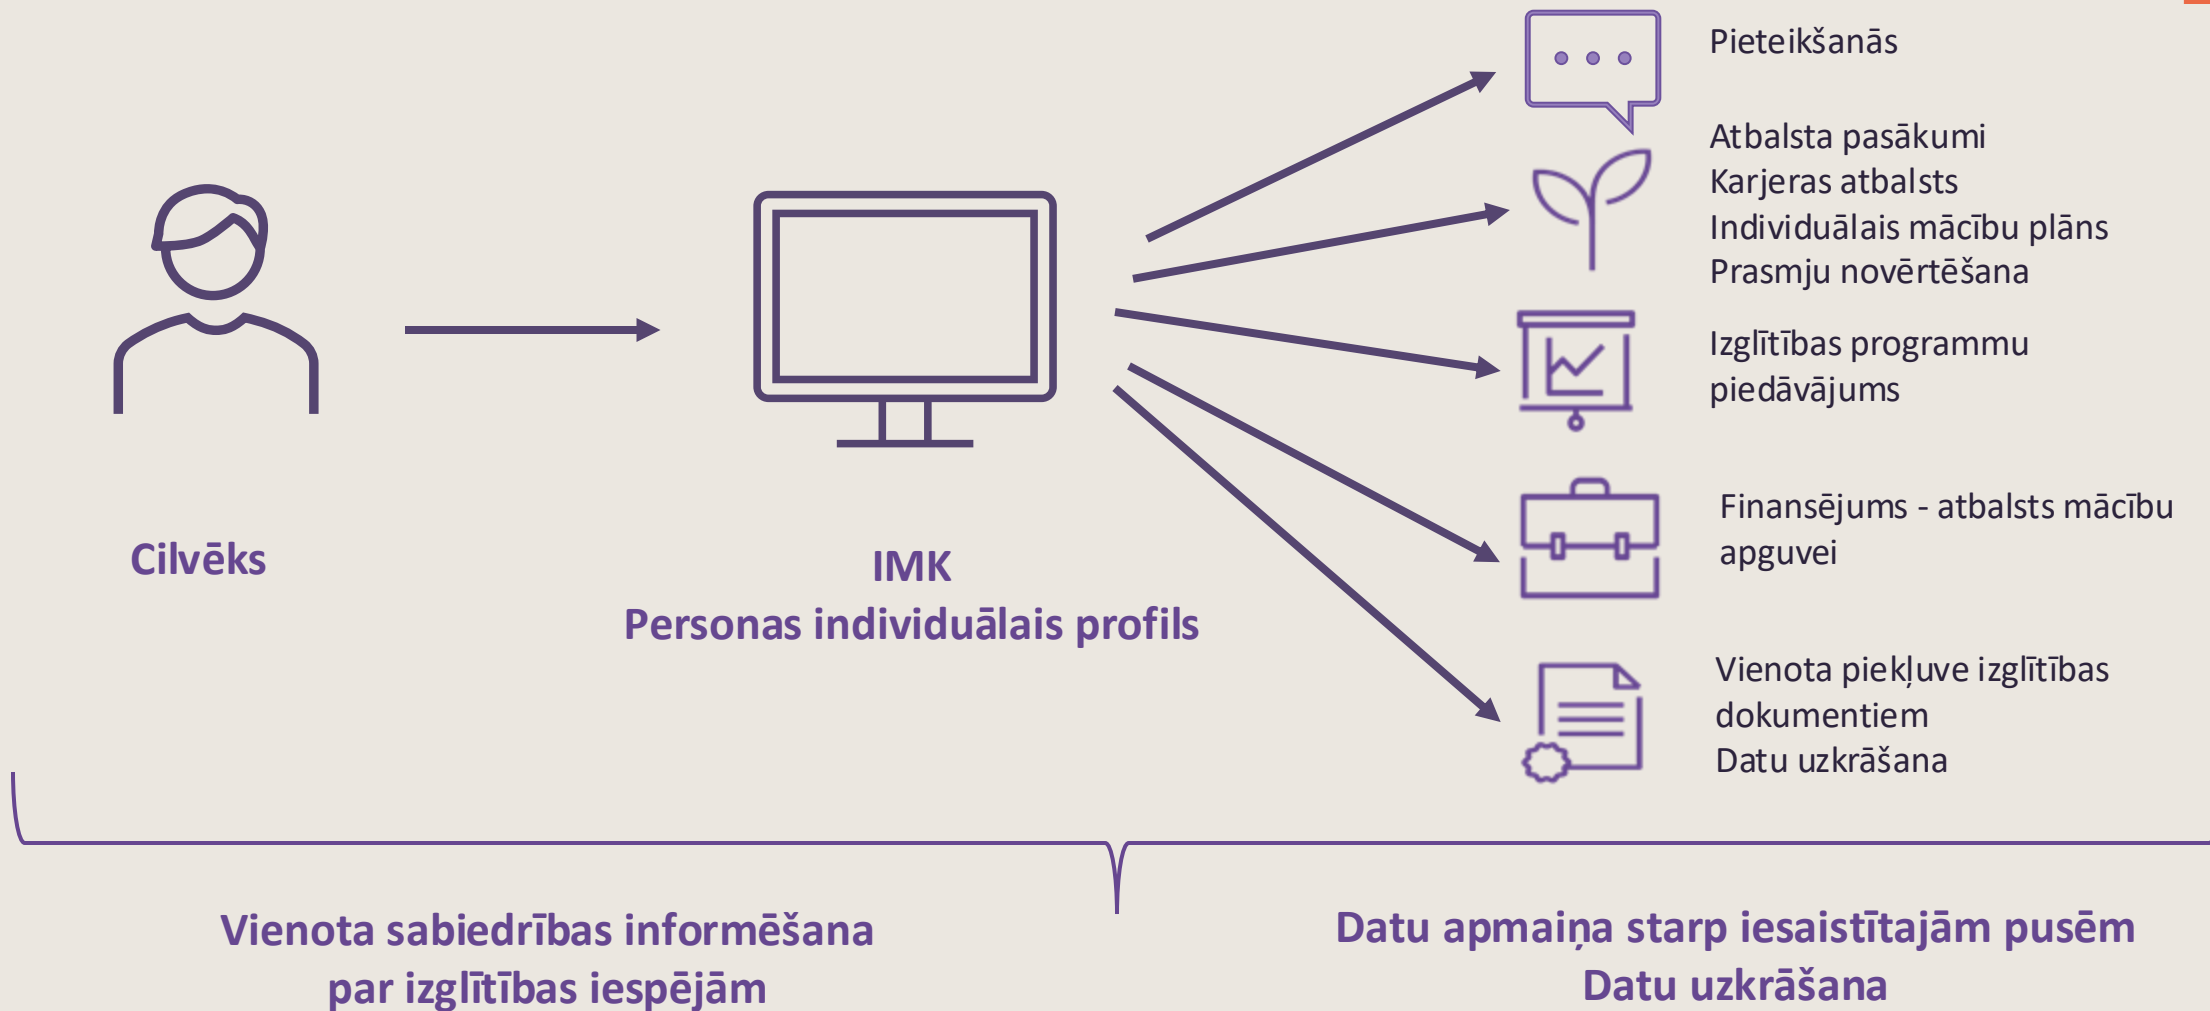 Pieteikšanās
Atbalsta pasākumi
Karjeras atbalsts
Individuālais mācību plāns
Prasmju novērtēšana
Izglītības programmu
piedāvājums
Finansējums - atbalsts mācību
apguvei
Vienota piekļuve izglītības
dokumentiem
Datu uzkrāšana
Cilvēks
IMK
Personas individuālais profils
Vienota sabiedrības informēšana
par izglītības iespējām
Datu apmaiņa starp iesaistītajām pusēm
Datu uzkrāšana